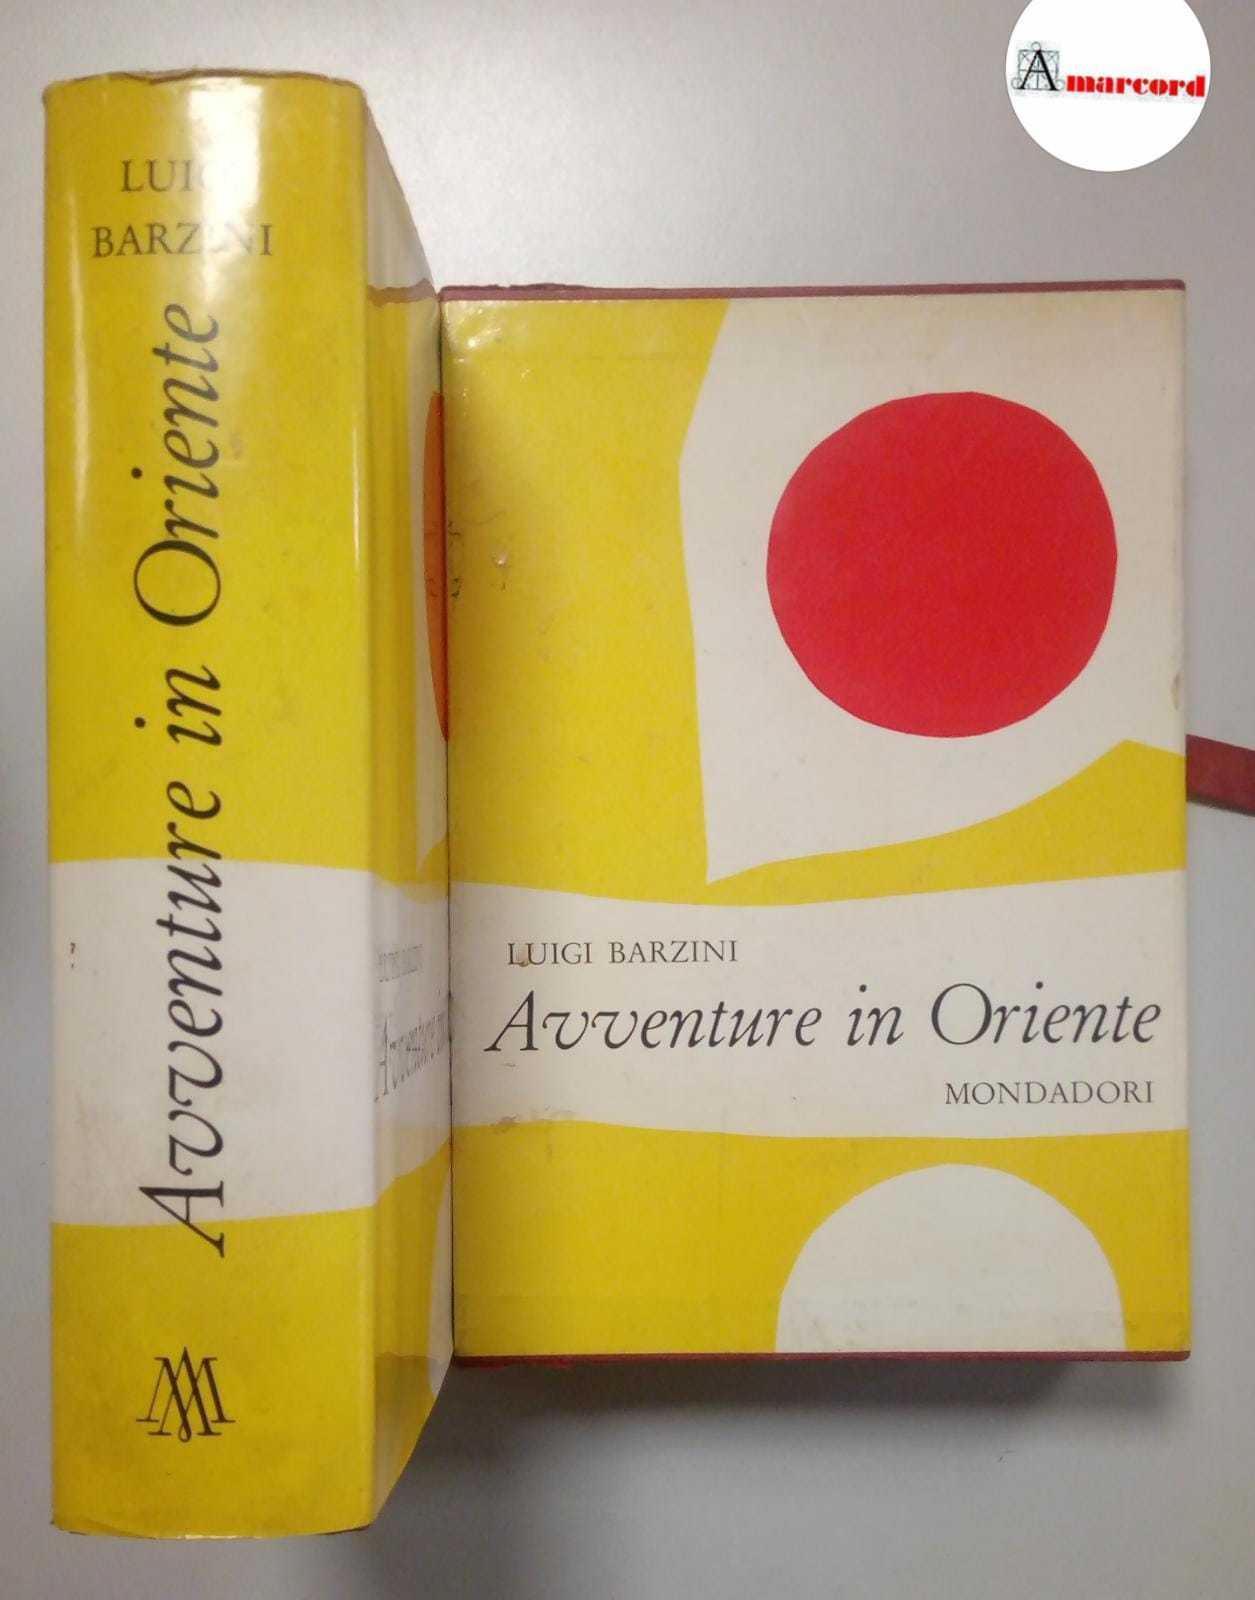 Amarcord
LUIGI
BARZINI
Avventure in Oriente
LUIGI BARZINI
Avventure in Oriente
MONDADORI